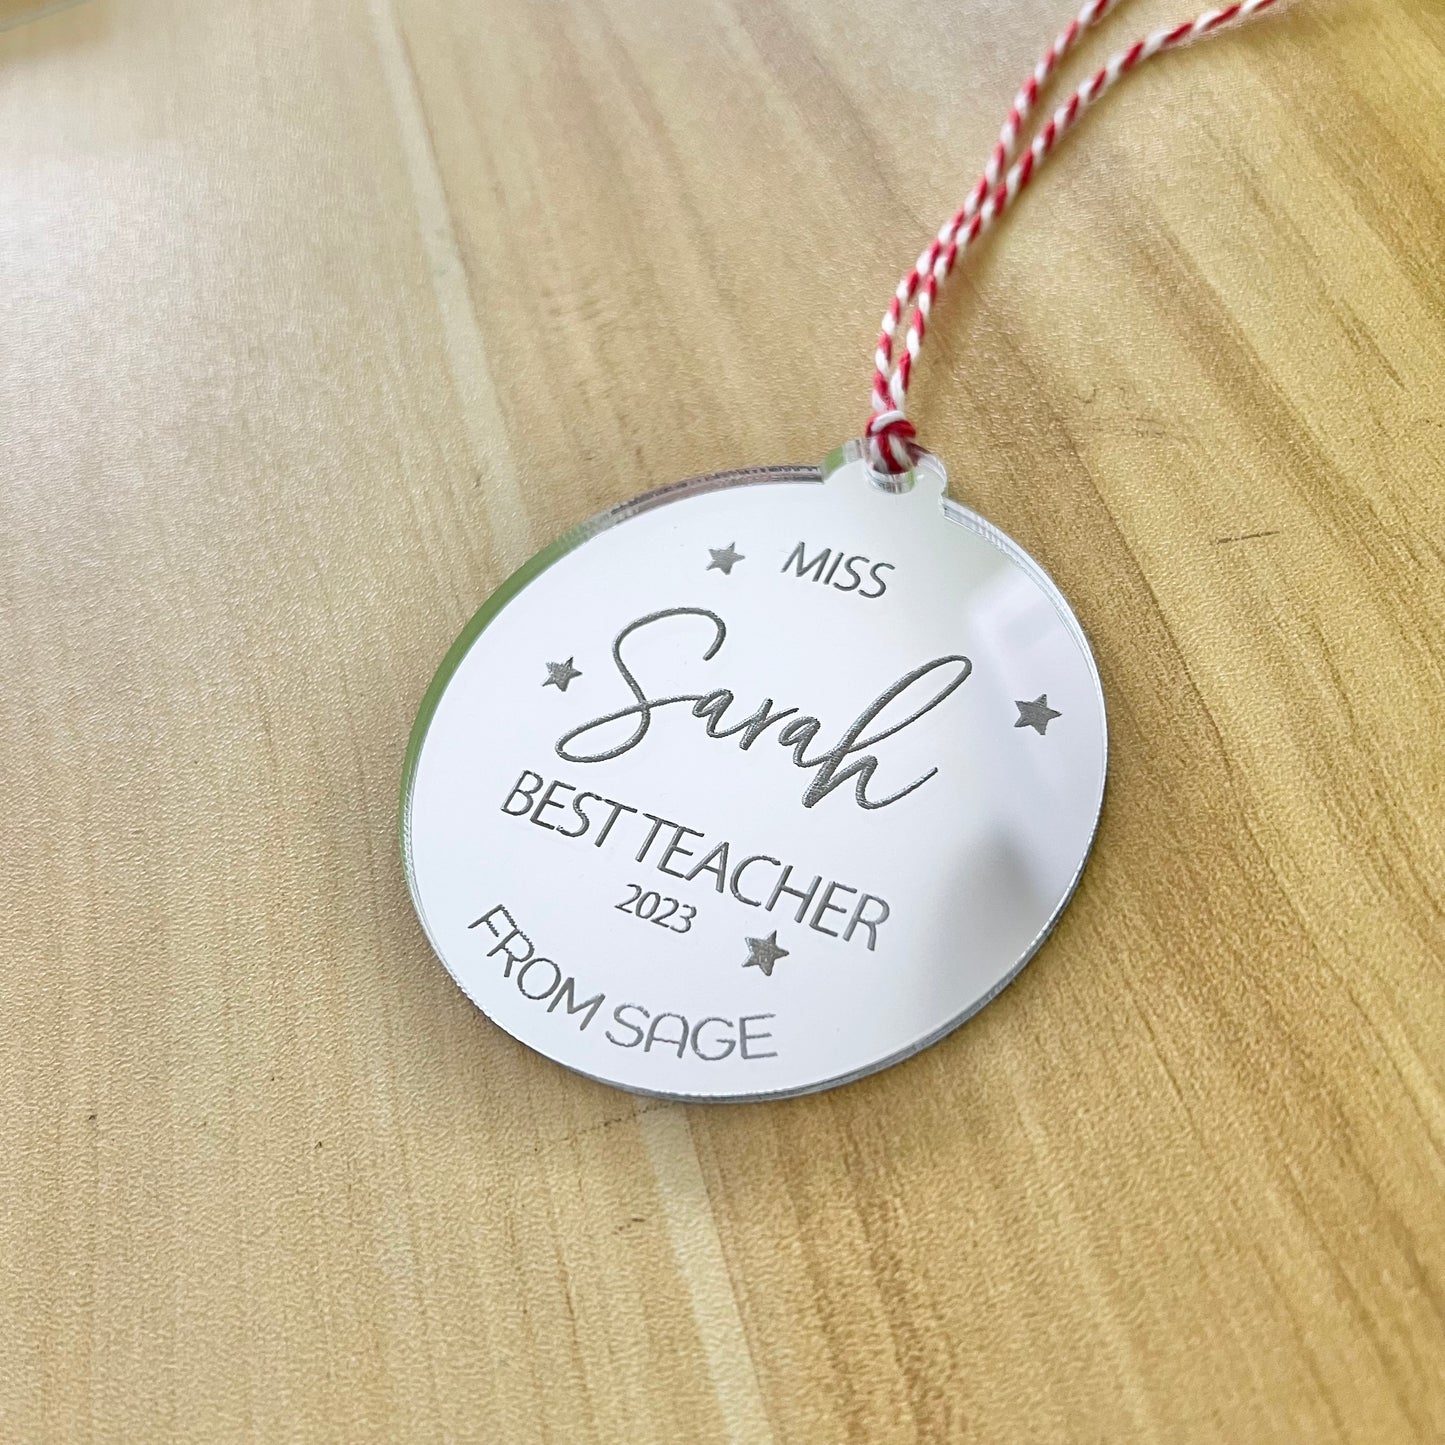 MISS
Sarah
BEST TEACHER
2023
FROM SAGE